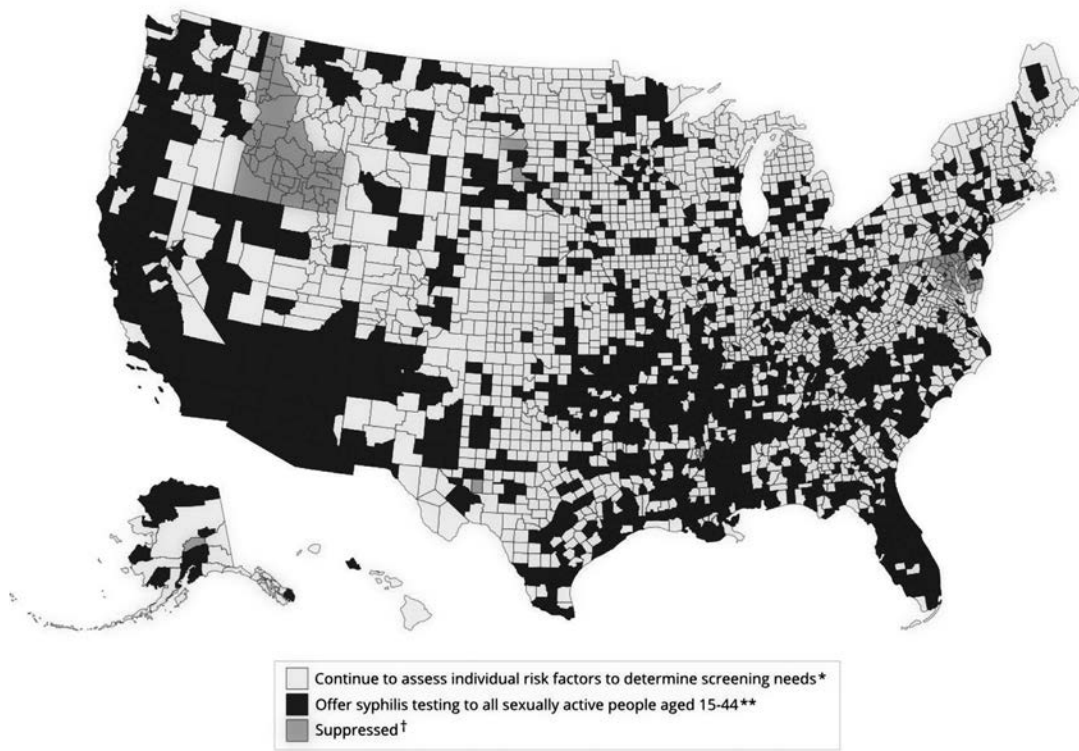 Continue to assess individual risk factors to determine screening needs*
Offer syphilis testing to all sexually active people aged 15-44**
Suppressed†